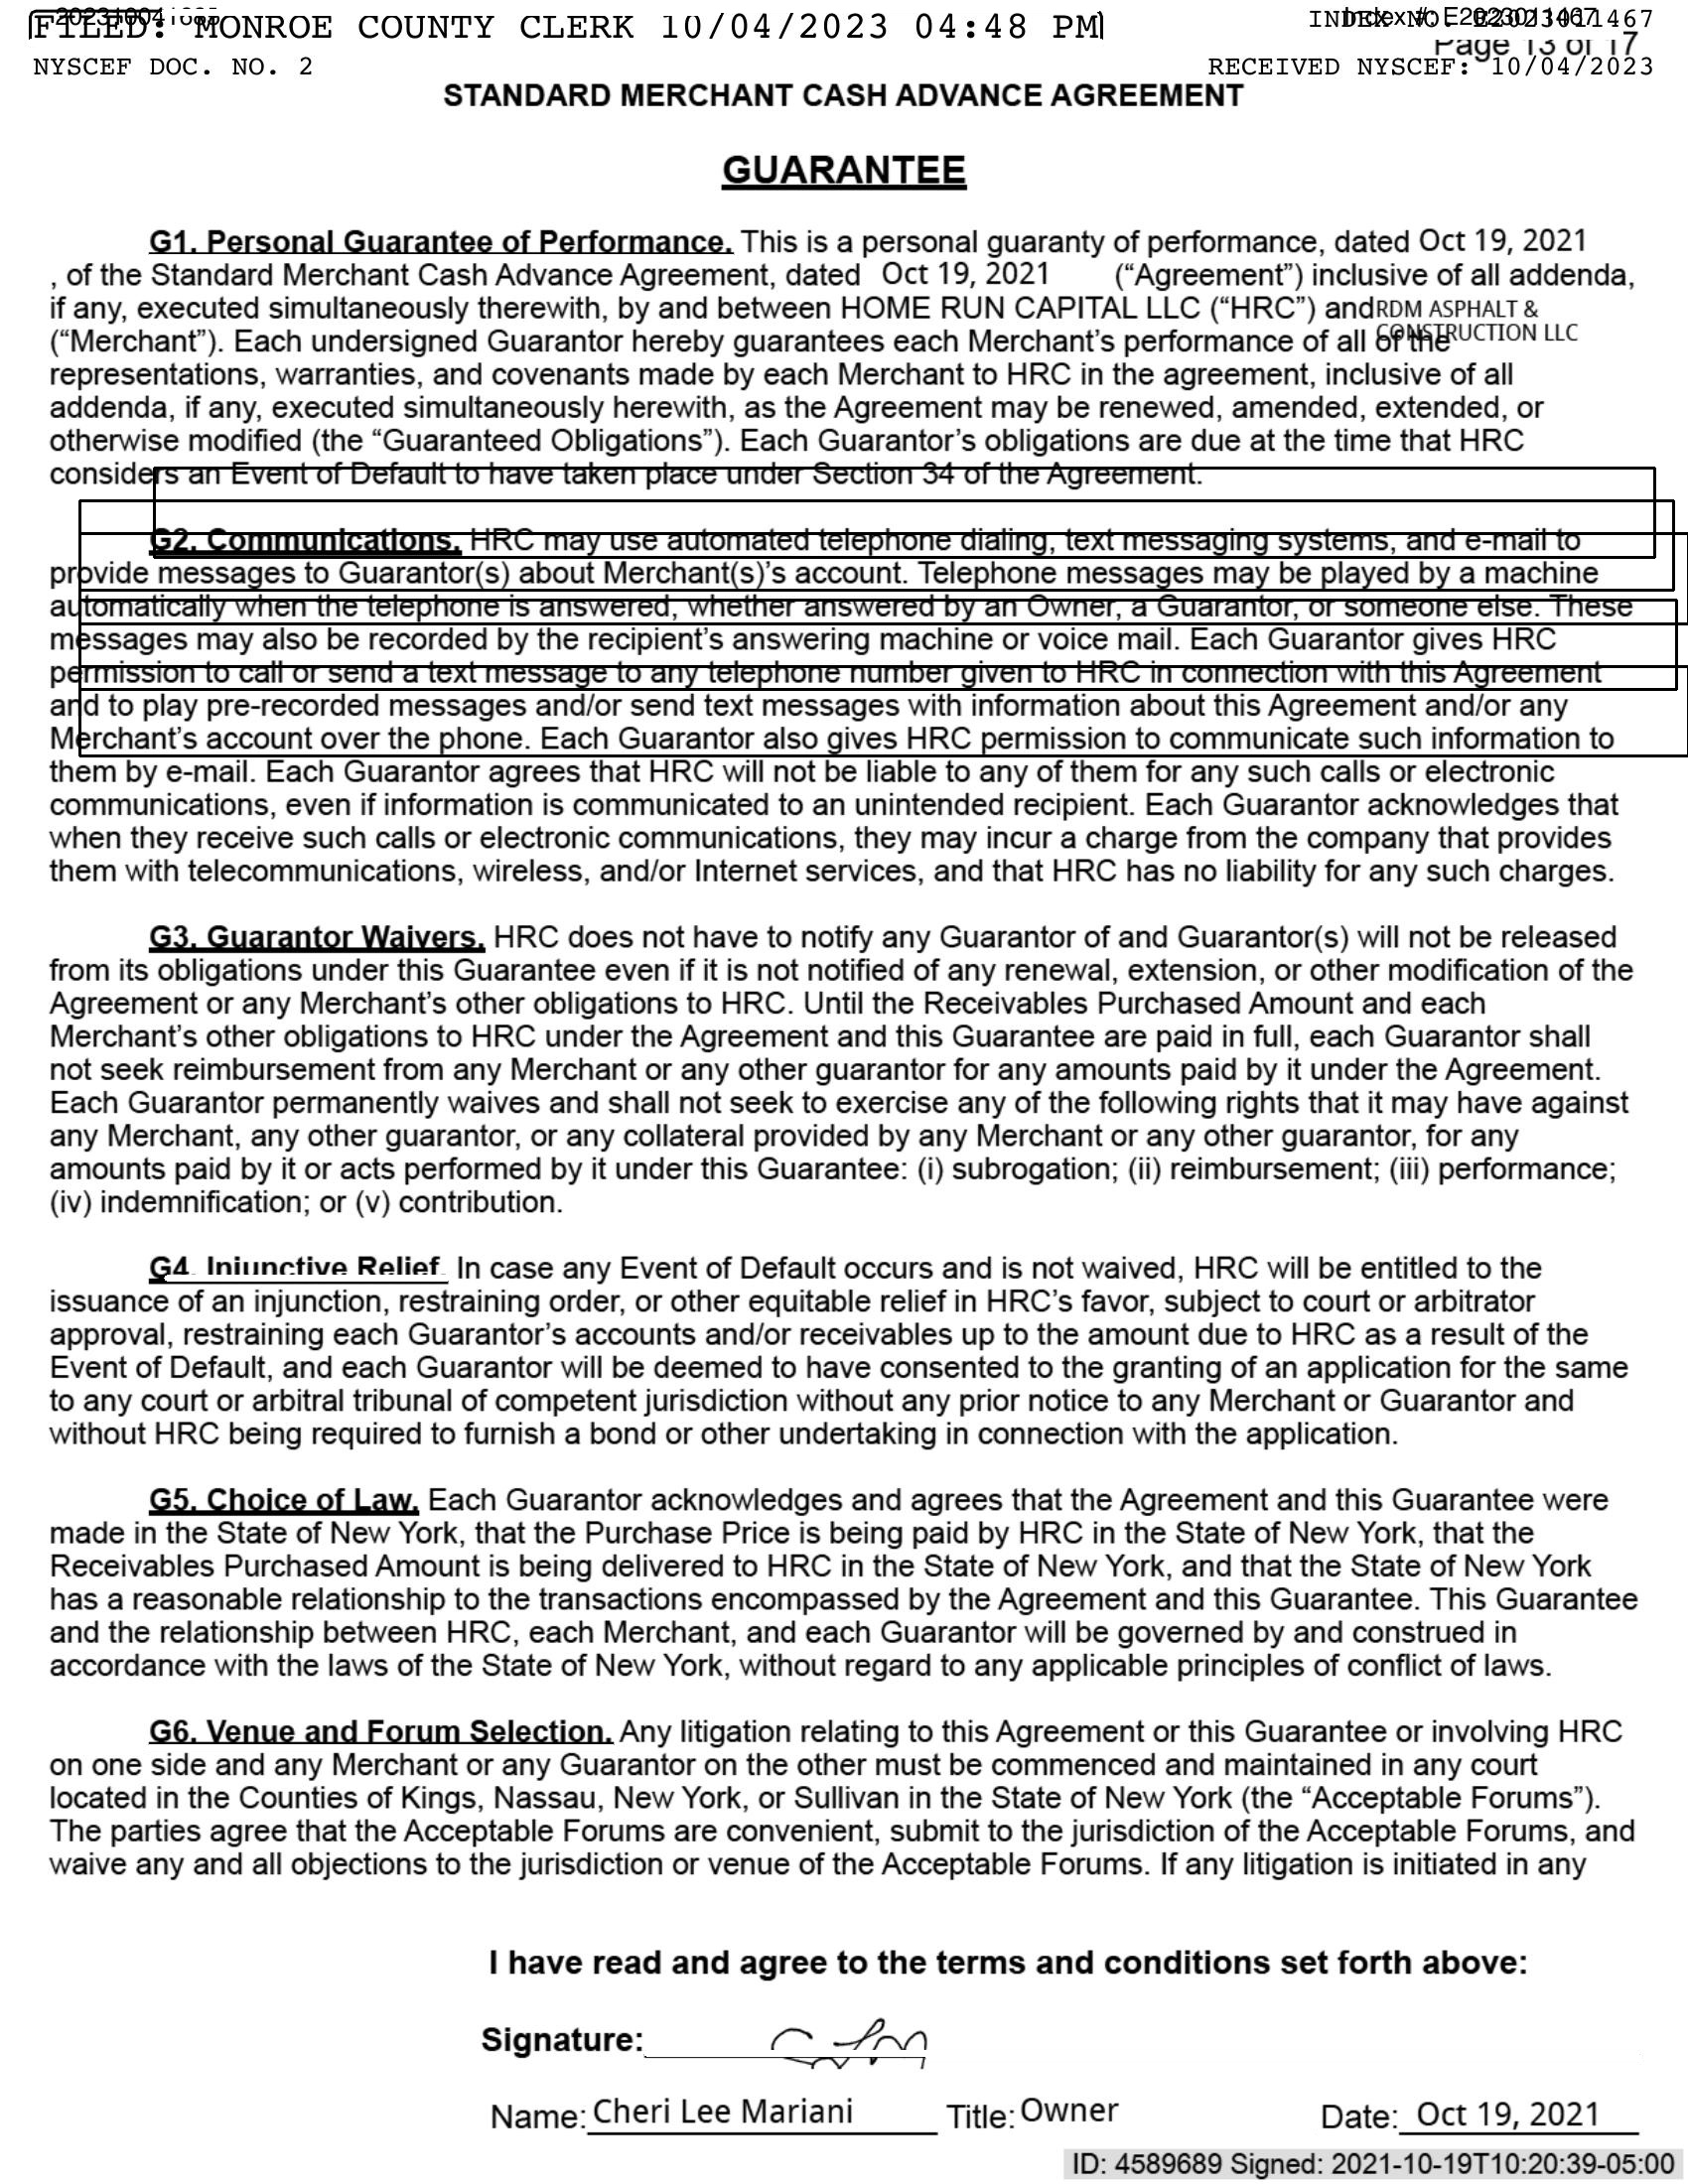 202310041695
FILED: MONROE COUNTY CLERK 10/04/2023 04:48 PM
INDEX NO. E2023011467
Index #: E2023011467
Page 13 of 17
NYSCEF DOC. NO. 2
RECEIVED NYSCEF: 10/04/2023
STANDARD MERCHANT CASH ADVANCE AGREEMENT
GUARANTEE
G1. Personal Guarantee of Performance. This is a personal guaranty of performance, dated Oct 19, 2021
, of the Standard Merchant Cash Advance Agreement, dated Oct 19, 2021 (“Agreement”) inclusive of all addenda,
if any, executed simultaneously therewith, by and between HOME RUN CAPITAL LLC (“HRC”) and RDM ASPHALT &
CONSTRUCTION LLC
(“Merchant”). Each undersigned Guarantor hereby guarantees each Merchant’s performance of all of the
representations, warranties, and covenants made by each Merchant to HRC in the agreement, inclusive of all
addenda, if any, executed simultaneously herewith, as the Agreement may be renewed, amended, extended, or
otherwise modified (the “Guaranteed Obligations”). Each Guarantor’s obligations are due at the time that HRC
considers an Event of Default to have taken place under Section 34 of the Agreement.
G2. Communications. HRC may use automated telephone dialing, text messaging systems, and e-mail to
provide messages to Guarantor(s) about Merchant(s)’s account. Telephone messages may be played by a machine
automatically when the telephone is answered, whether answered by an Owner, a Guarantor, or someone else. These
messages may also be recorded by the recipient’s answering machine or voice mail. Each Guarantor gives HRC
permission to call or send a text message to any telephone number given to HRC in connection with this Agreement
and to play pre-recorded messages and/or send text messages with information about this Agreement and/or any
Merchant’s account over the phone. Each Guarantor also gives HRC permission to communicate such information to
them by e-mail. Each Guarantor agrees that HRC will not be liable to any of them for any such calls or electronic
communications, even if information is communicated to an unintended recipient. Each Guarantor acknowledges that
when they receive such calls or electronic communications, they may incur a charge from the company that provides
them with telecommunications, wireless, and/or Internet services, and that HRC has no liability for any such charges.
G3. Guarantor Waivers. HRC does not have to notify any Guarantor of and Guarantor(s) will not be released
from its obligations under this Guarantee even if it is not notified of any renewal, extension, or other modification of the
Agreement or any Merchant’s other obligations to HRC. Until the Receivables Purchased Amount and each
Merchant’s other obligations to HRC under the Agreement and this Guarantee are paid in full, each Guarantor shall
not seek reimbursement from any Merchant or any other guarantor for any amounts paid by it under the Agreement.
Each Guarantor permanently waives and shall not seek to exercise any of the following rights that it may have against
any Merchant, any other guarantor, or any collateral provided by any Merchant or any other guarantor, for any
amounts paid by it or acts performed by it under this Guarantee: (i) subrogation; (ii) reimbursement; (iii) performance;
(iv) indemnification; or (v) contribution.
G4. Injunctive Relief. In case any Event of Default occurs and is not waived, HRC will be entitled to the
issuance of an injunction, restraining order, or other equitable relief in HRC’s favor, subject to court or arbitrator
approval, restraining each Guarantor’s accounts and/or receivables up to the amount due to HRC as a result of the
Event of Default, and each Guarantor will be deemed to have consented to the granting of an application for the same
to any court or arbitral tribunal of competent jurisdiction without any prior notice to any Merchant or Guarantor and
without HRC being required to furnish a bond or other undertaking in connection with the application.
G5. Choice of Law. Each Guarantor acknowledges and agrees that the Agreement and this Guarantee were
made in the State of New York, that the Purchase Price is being paid by HRC in the State of New York, that the
Receivables Purchased Amount is being delivered to HRC in the State of New York, and that the State of New York
has a reasonable relationship to the transactions encompassed by the Agreement and this Guarantee. This Guarantee
and the relationship between HRC, each Merchant, and each Guarantor will be governed by and construed in
accordance with the laws of the State of New York, without regard to any applicable principles of conflict of laws.
G6. Venue and Forum Selection. Any litigation relating to this Agreement or this Guarantee or involving HRC
on one side and any Merchant or any Guarantor on the other must be commenced and maintained in any court
located in the Counties of Kings, Nassau, New York, or Sullivan in the State of New York (the “Acceptable Forums”).
The parties agree that the Acceptable Forums are convenient, submit to the jurisdiction of the Acceptable Forums, and
waive any and all objections to the jurisdiction or venue of the Acceptable Forums. If any litigation is initiated in any
I have read and agree to the terms and conditions set forth above:
Signature:
Name: Cheri Lee Mariani Title: Owner Date: Oct 19, 2021
ID: 4589689 Signed: 2021-10-19T10:20:39-05:00